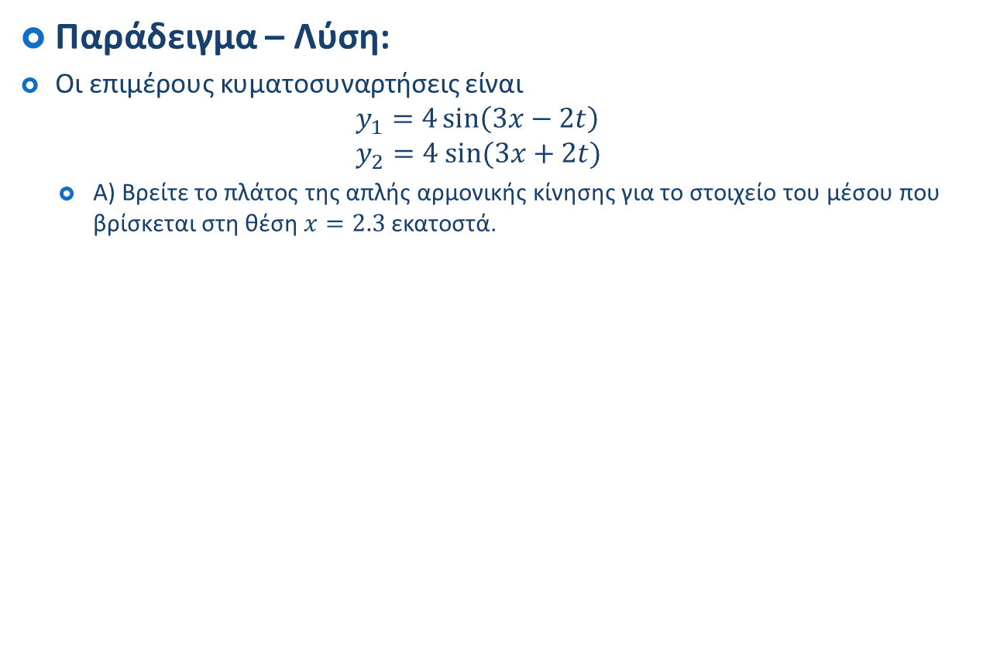 Παράδειγμα – Λύση:
Οι επιμέρους κυματοσυναρτήσεις είναι
y₁ = 4 sin(3x − 2t)
y₂ = 4 sin(3x + 2t)
Α) Βρείτε το πλάτος της απλής αρμονικής κίνησης για το στοιχείο του μέσου που
βρίσκεται στη θέση x = 2.3 εκατοστά.